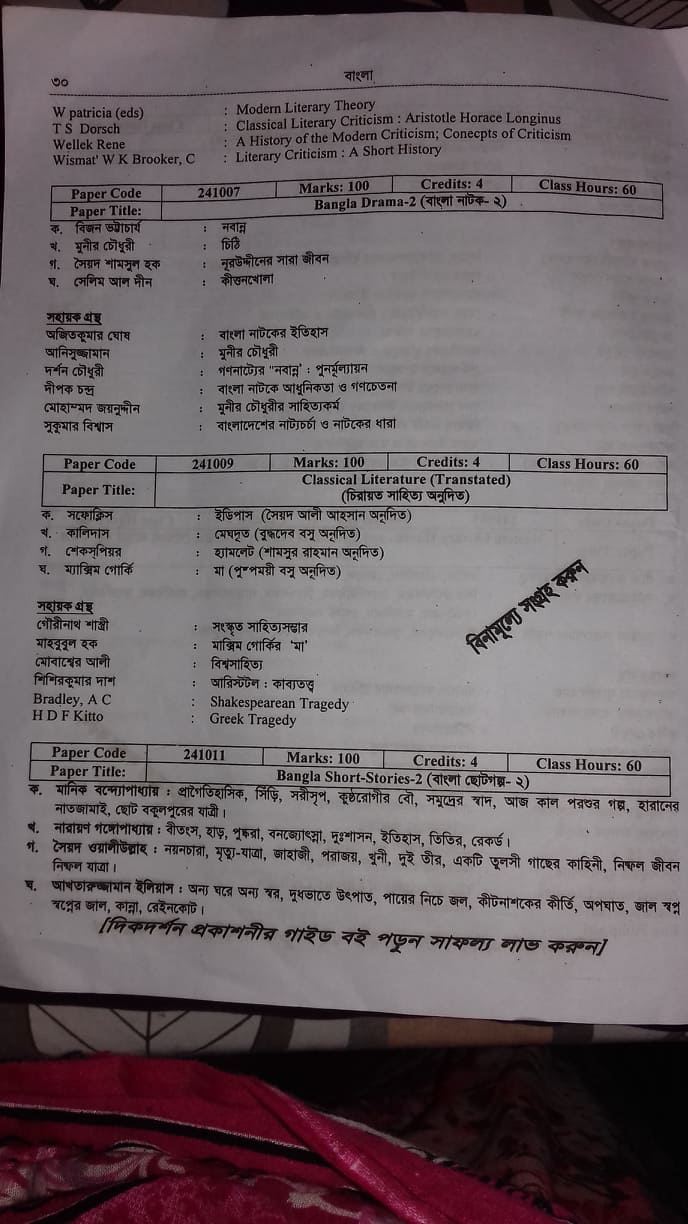 ৩০
বাংলা
W patricia (eds) : Modern Literary Theory
T S Dorsch : Classical Literary Criticism : Aristotle Horace Longinus
Wellek Rene : A History of the Modern Criticism; Conecpts of Criticism
Wismat' W K Brooker, C : Literary Criticism : A Short History
Paper Code 241007 Marks: 100 Credits: 4 Class Hours: 60
Paper Title: Bangla Drama-2 (বাংলা নাটক- ২)
ক. বিজন ভট্টাচার্য : নবান্ন
খ. মুনীর চৌধুরী : চিঠি
গ. সৈয়দ শামসুল হক : নূরউদ্দীনের সারা জীবন
ঘ. সেলিম আল দীন : কীত্তনখোলা
সহায়ক গ্রন্থ
অজিতকুমার ঘোষ : বাংলা নাটকের ইতিহাস
আনিসুজ্জামান : মুনীর চৌধুরী
দর্শন চৌধুরী : গণনাট্যের "নবান্ন' : পুনর্মূল্যায়ন
দীপক চন্দ্র : বাংলা নাটকে আধুনিকতা ও গণচেতনা
মোহাম্মদ জয়নুদ্দীন : মুনীর চৌধুরীর সাহিত্যকর্ম
সুকুমার বিশ্বাস : বাংলাদেশের নাট্যচর্চা ও নাটকের ধারা
Paper Code 241009 Marks: 100 Credits: 4 Class Hours: 60
Paper Title: Classical Literature (Transtated)
(চিরায়ত সাহিত্য অনূদিত)
ক. সফোক্লিস : ইডিপাস (সৈয়দ আলী আহসান অনূদিত)
খ. কালিদাস : মেঘদূত (বুদ্ধদেব বসু অনূদিত)
গ. শেকস্পিয়র : হ্যামলেট (শামসুর রাহমান অনূদিত)
ঘ. ম্যাক্সিম গোর্কি : মা (পুষ্পময়ী বসু অনূদিত)
বিনামূল্যে সংগ্রহ করুন
সহায়ক গ্রন্থ
গৌরীনাথ শাস্ত্রী : সংস্কৃত সাহিত্যসম্ভার
মাহবুবুল হক : মাক্সিম গোর্কির 'মা'
মোবাশ্বের আলী : বিশ্বসাহিত্য
শিশিরকুমার দাশ : আরিস্টটল : কাব্যতত্ত্ব
Bradley, A C : Shakespearean Tragedy
H D F Kitto : Greek Tragedy
Paper Code 241011 Marks: 100 Credits: 4 Class Hours: 60
Paper Title: Bangla Short-Stories-2 (বাংলা ছোটগল্প- ২)
ক. মানিক বন্দ্যোপাধ্যায় : প্রাগৈতিহাসিক, সিঁড়ি, সরীসৃপ, কুষ্ঠরোগীর বৌ, সমুদ্রের স্বাদ, আজ কাল পরশুর গল্প, হারানের
নাতজামাই, ছোট বকুলপুরের যাত্রী।
খ. নারায়ণ গঙ্গোপাধ্যায় : বীতংস, হাড়, পুষ্করা, বনজ্যোৎস্না, দুঃশাসন, ইতিহাস, তিতির, রেকর্ড।
গ. সৈয়দ ওয়ালীউল্লাহ : নয়নচারা, মৃত্যু-যাত্রা, জাহাজী, পরাজয়, খুনী, দুই তীর, একটি তুলসী গাছের কাহিনী, নিষ্ফল জীবন
নিষ্ফল যাত্রা।
ঘ. আখতারুজ্জামান ইলিয়াস : অন্য ঘরে অন্য স্বর, দুধভাতে উৎপাত, পায়ের নিচে জল, কীটনাশকের কীর্তি, অপঘাত, জাল স্বপ্ন
স্বপ্নের জাল, কান্না, রেইনকোট।
[দিকদর্শন প্রকাশনীর গাইড বই পড়ুন সাফল্য লাভ করুন]